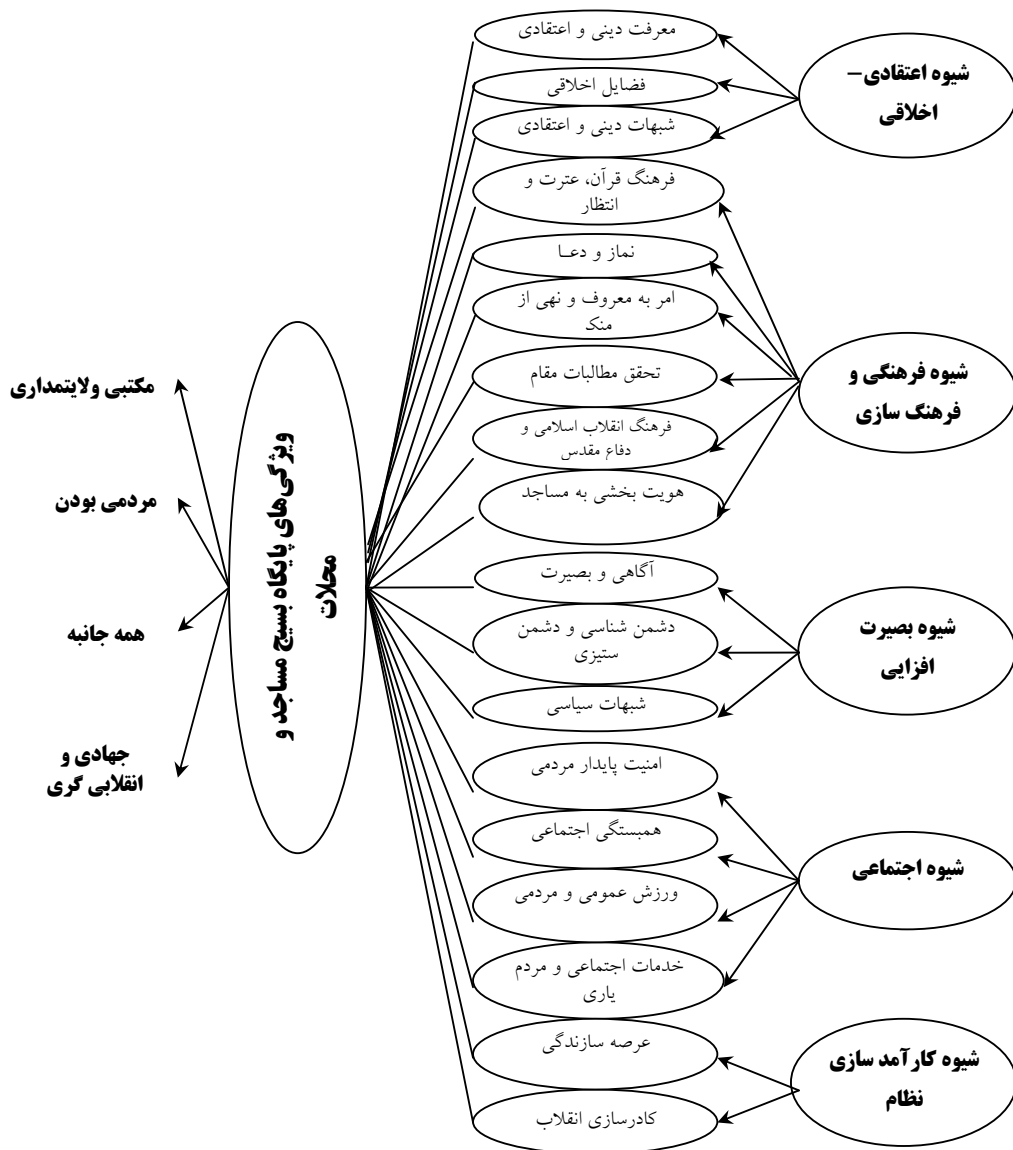 شیوه اعتقادی–
اخلاقی
معرفت دینی و اعتقادی
فضایل اخلاقی
شبهات دینی و اعتقادی
شیوه فرهنگی و
فرهنگ سازی
فرهنگ قرآن، عترت و
انتظار
نماز و دعـا
امر به معروف و نهی از
منک
تحقق مطالبات مقام
فرهنگ انقلاب اسلامی و
دفاع مقدس
هویت بخشی به مساجد
شیوه بصیرت
افزایی
آگاهی و بصیرت
دشمن شناسی و دشمن
ستیزی
شبهات سیاسی
شیوه اجتماعی
امنیت پایدار مردمی
همبستگی اجتماعی
ورزش عمومی و مردمی
خدمات اجتماعی و مردم
یاری
شیوه کارآمد سازی
نظام
عرصه سازندگی
کادرسازی انقلاب
ویژگی‌های پایگاه بسیج مساجد و
محلات
مکتبی ولایتمداری
مردمی بودن
همه جانبه
جهادی و
انقلابی گری